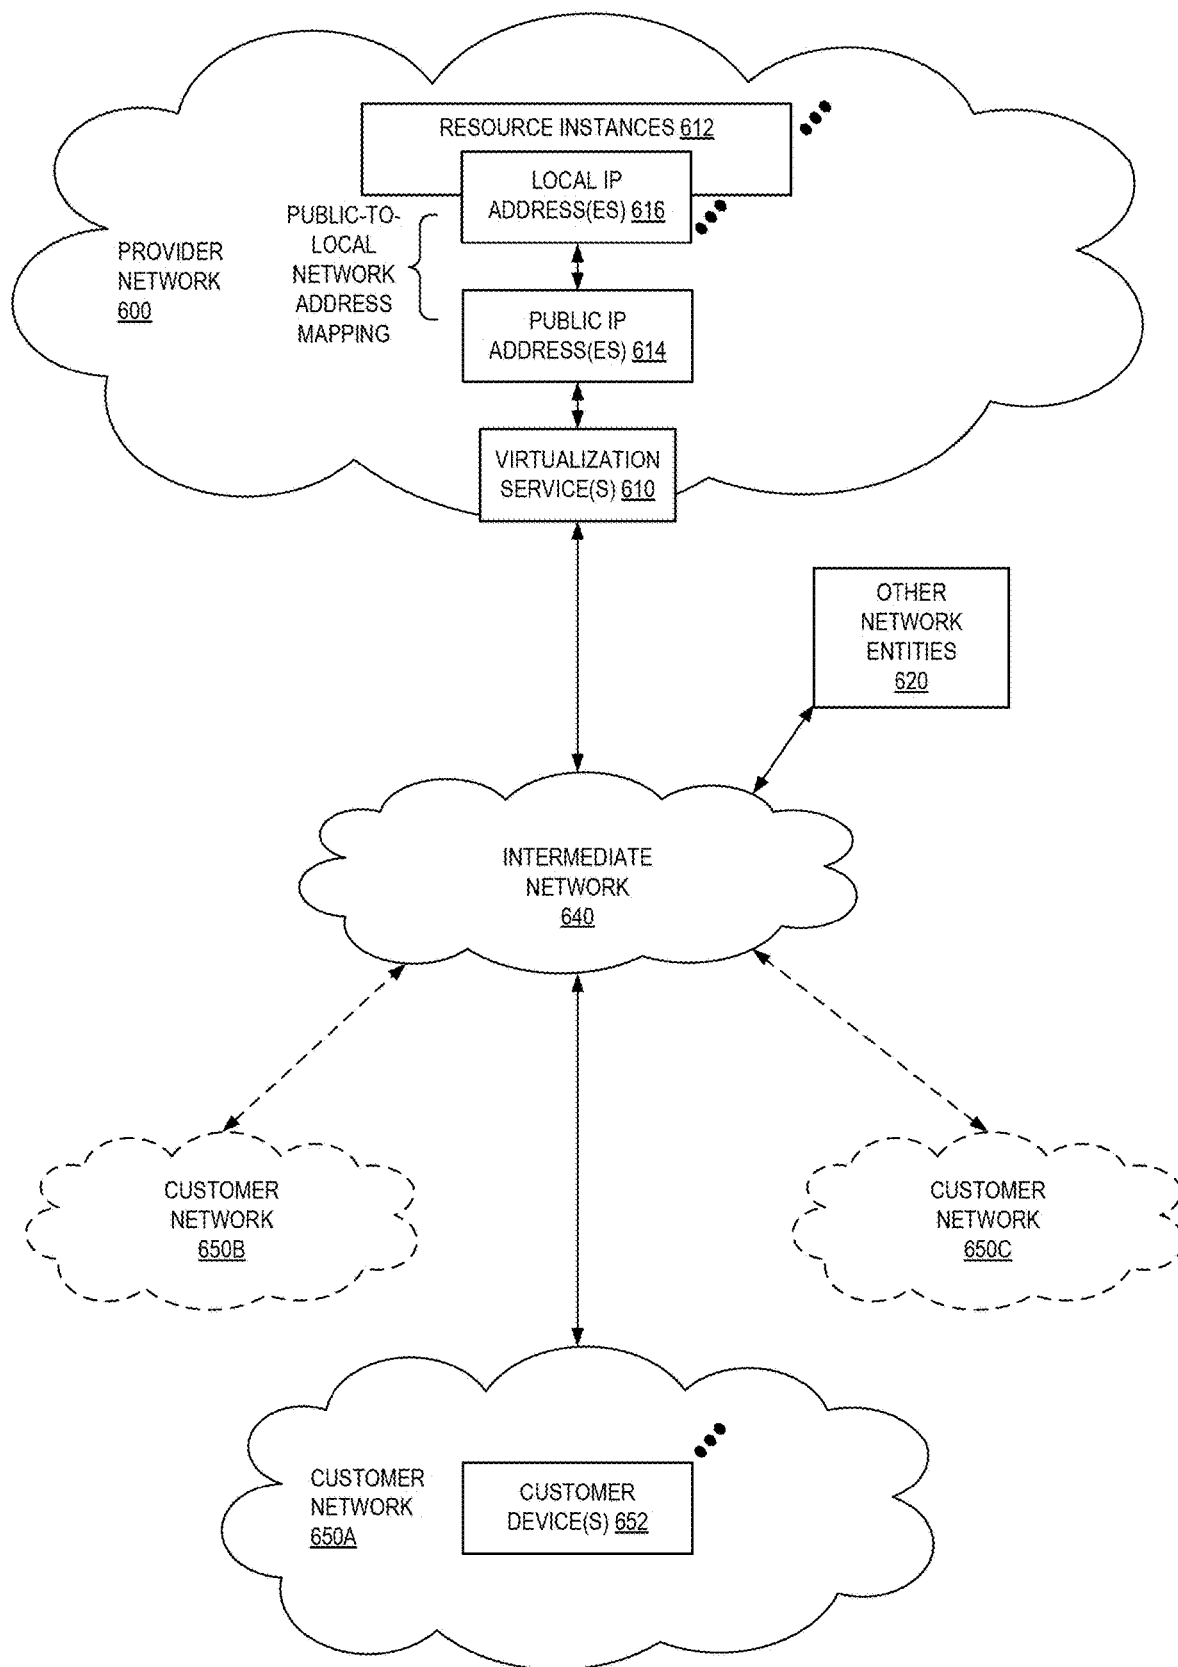 RESOURCE INSTANCES 612
LOCAL IP
ADDRESS(ES) 616
PUBLIC-TO-
LOCAL
NETWORK
ADDRESS
MAPPING
PROVIDER
NETWORK
600
PUBLIC IP
ADDRESS(ES) 614
VIRTUALIZATION
SERVICE(S) 610
OTHER
NETWORK
ENTITIES
620
INTERMEDIATE
NETWORK
640
CUSTOMER
NETWORK
650B
CUSTOMER
NETWORK
650C
CUSTOMER
NETWORK
650A
CUSTOMER
DEVICE(S) 652